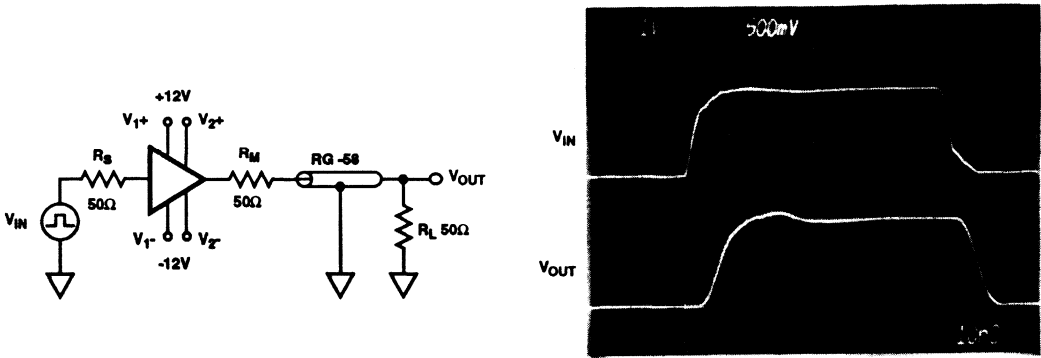 +12V
V1+ V2+
RS
50Ω
RM
50Ω
RG -58
VOUT
VIN
RL 50Ω
V1- V2-
-12V
500mV
VIN
VOUT